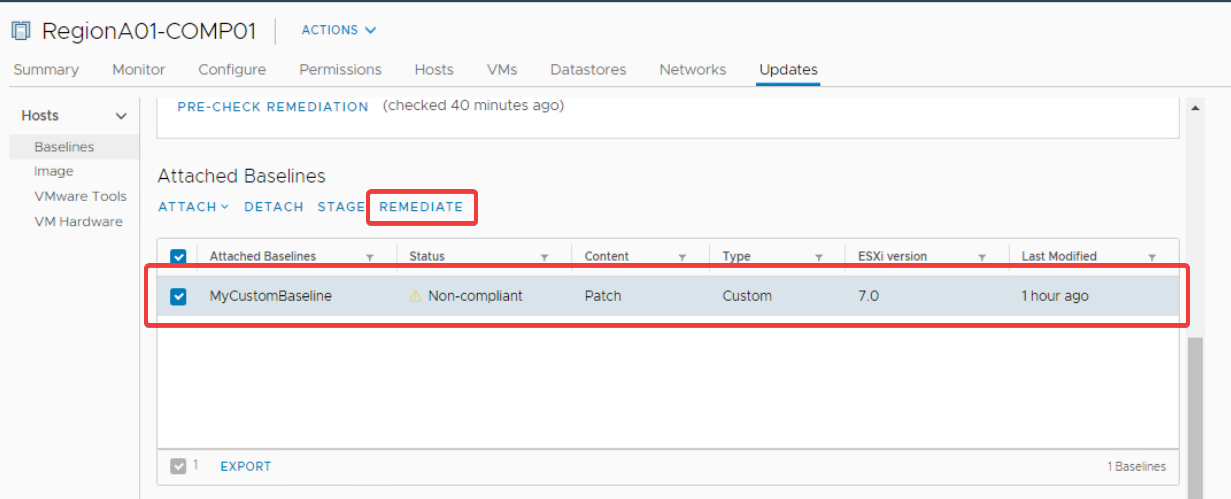 RegionA01-COMP01 ACTIONS
Summary Monitor Configure Permissions Hosts VMs Datastores Networks Updates
Hosts
Baselines
Image
VMware Tools
VM Hardware
PRE-CHECK REMEDIATION (checked 40 minutes ago)
Attached Baselines
ATTACH DETACH STAGE REMEDIATE
Attached Baselines Status Content Type ESXi version Last Modified
MyCustomBaseline Non-compliant Patch Custom 7.0 1 hour ago
1 EXPORT 1 Baselines